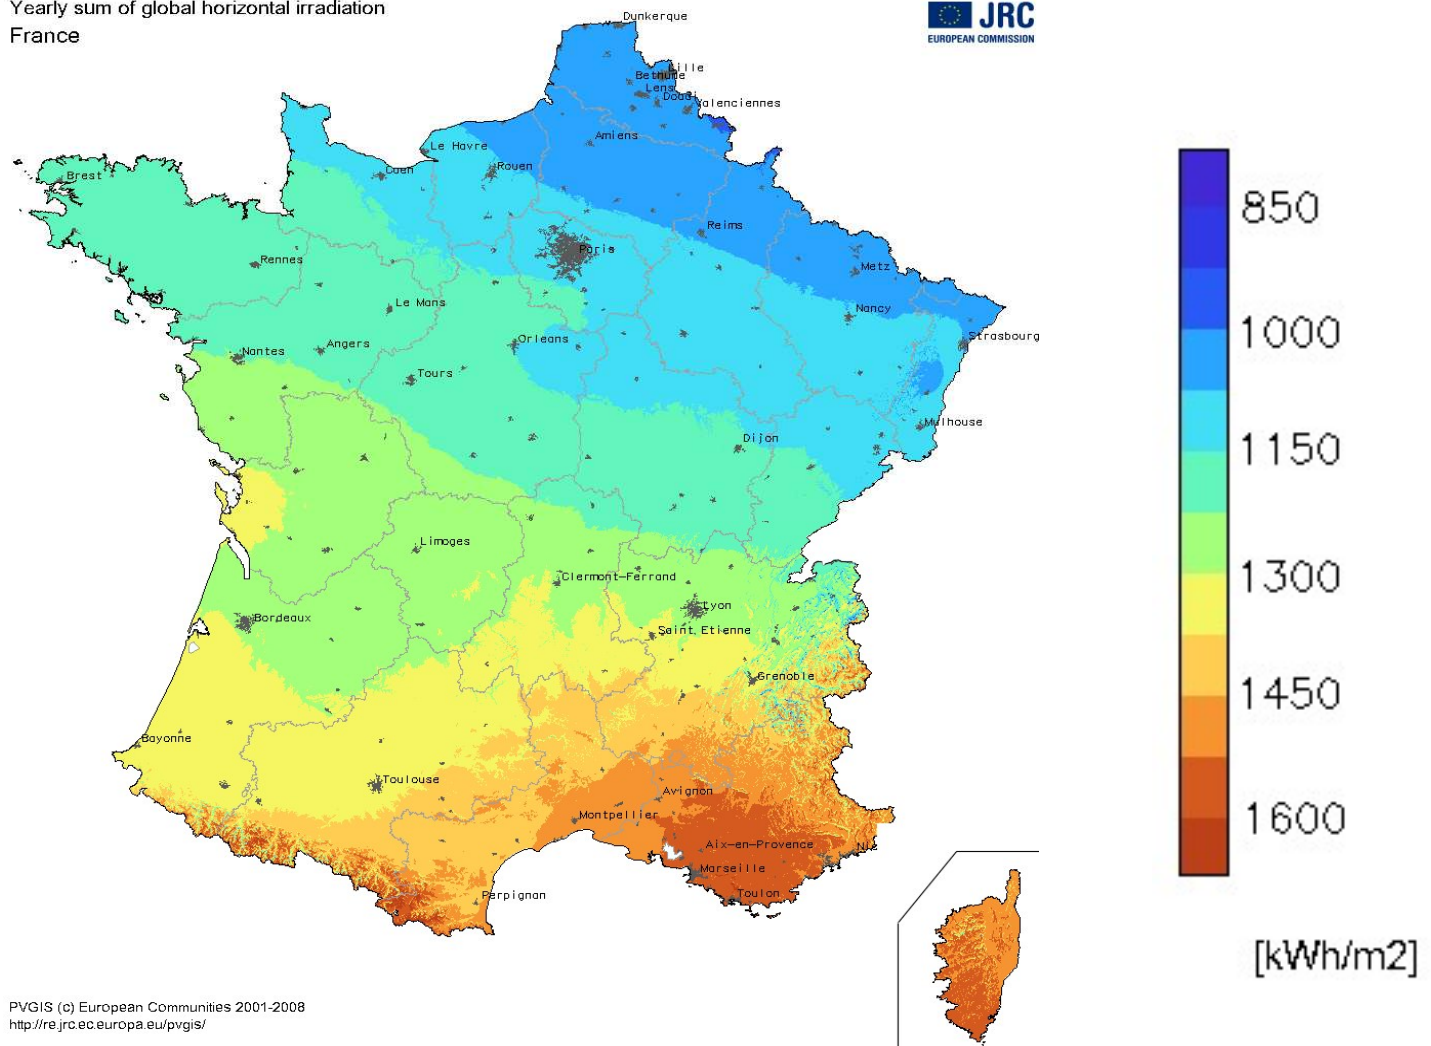 Yearly sum of global horizontal irradiation
France
JRC
EUROPEAN COMMISSION
Dunkerque
Lille
Bethune
Lens
Douai
Valenciennes
Amiens
Le Havre
Rouen
Caen
Brest
Reims
Paris
Metz
Rennes
Le Mans
Nancy
Strasbourg
Orleans
Angers
Nantes
Tours
Mulhouse
Dijon
Limoges
Clermont-Ferrand
Lyon
Bordeaux
Saint Etienne
Grenoble
Bayonne
Toulouse
Avignon
Montpellier
Aix-en-Provence
Marseille
Perpignan
Toulon
850
1000
1150
1300
1450
1600
[kWh/m2]
PVGIS (c) European Communities 2001-2008
http://re.jrc.ec.europa.eu/pvgis/